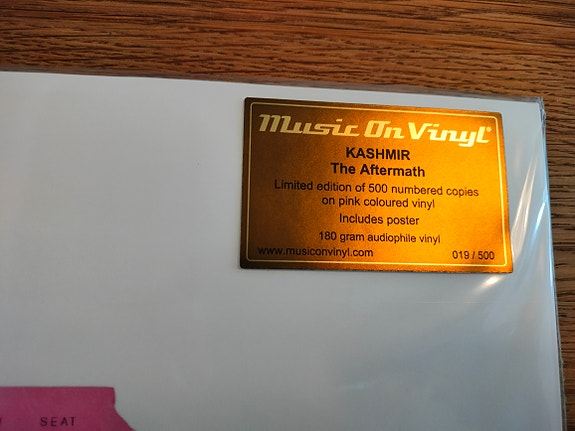 Music On Vinyl®
KASHMIR
The Aftermath
Limited edition of 500 numbered copies
on pink coloured vinyl
Includes poster
180 gram audiophile vinyl
www.musiconvinyl.com 019 / 500
SEAT